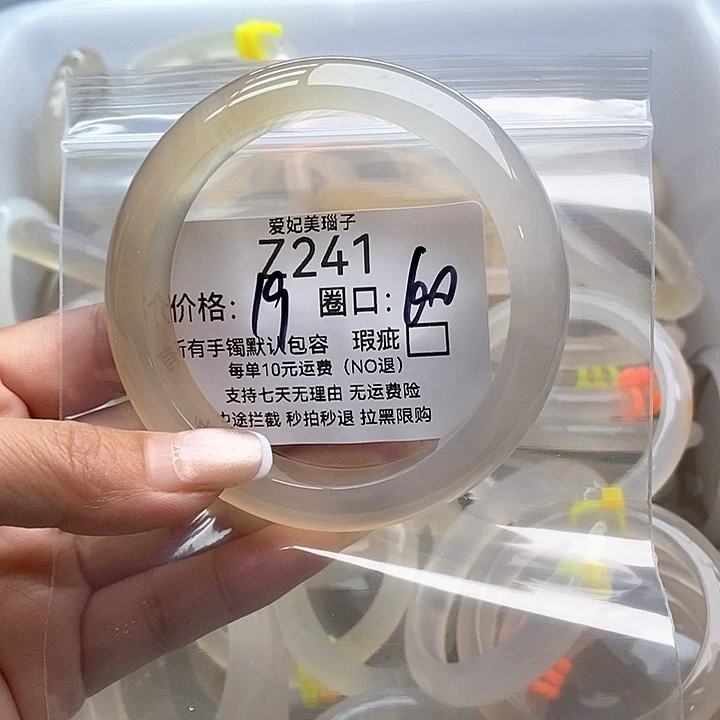 爱妃美瑙子
Z241
价格：19 圈口：60
所有手镯默认包容 瑕疵
每单10元运费（NO退）
支持七天无理由 无运费险
中途拦截 秒拍秒退 拉黑限购